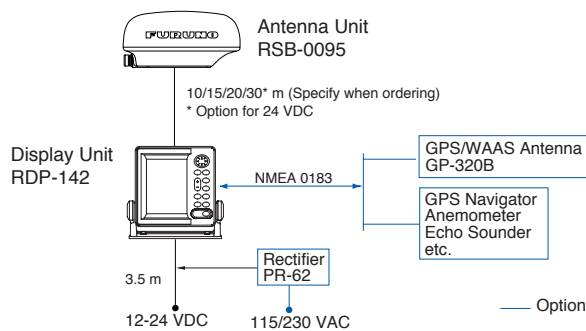 Antenna Unit
RSB-0095
FURUNO
10/15/20/30* m (Specify when ordering)
* Option for 24 VDC
Display Unit
RDP-142
NMEA 0183
GPS/WAAS Antenna
GP-320B
GPS Navigator
Anemometer
Echo Sounder
etc.
Rectifier
PR-62
3.5 m
12-24 VDC
115/230 VAC
Option